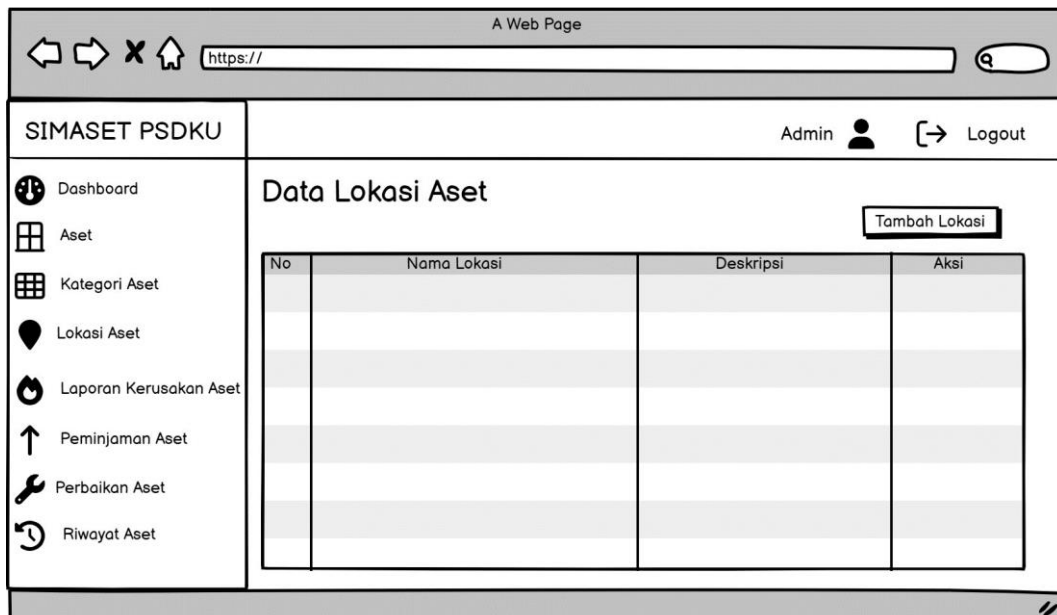 A Web Page
https://
SIMASET PSDKU
Admin
Logout
Dashboard
Aset
Kategori Aset
Lokasi Aset
Laporan Kerusakan Aset
Peminjaman Aset
Perbaikan Aset
Riwayat Aset
Data Lokasi Aset
Tambah Lokasi
No Nama Lokasi Deskripsi Aksi